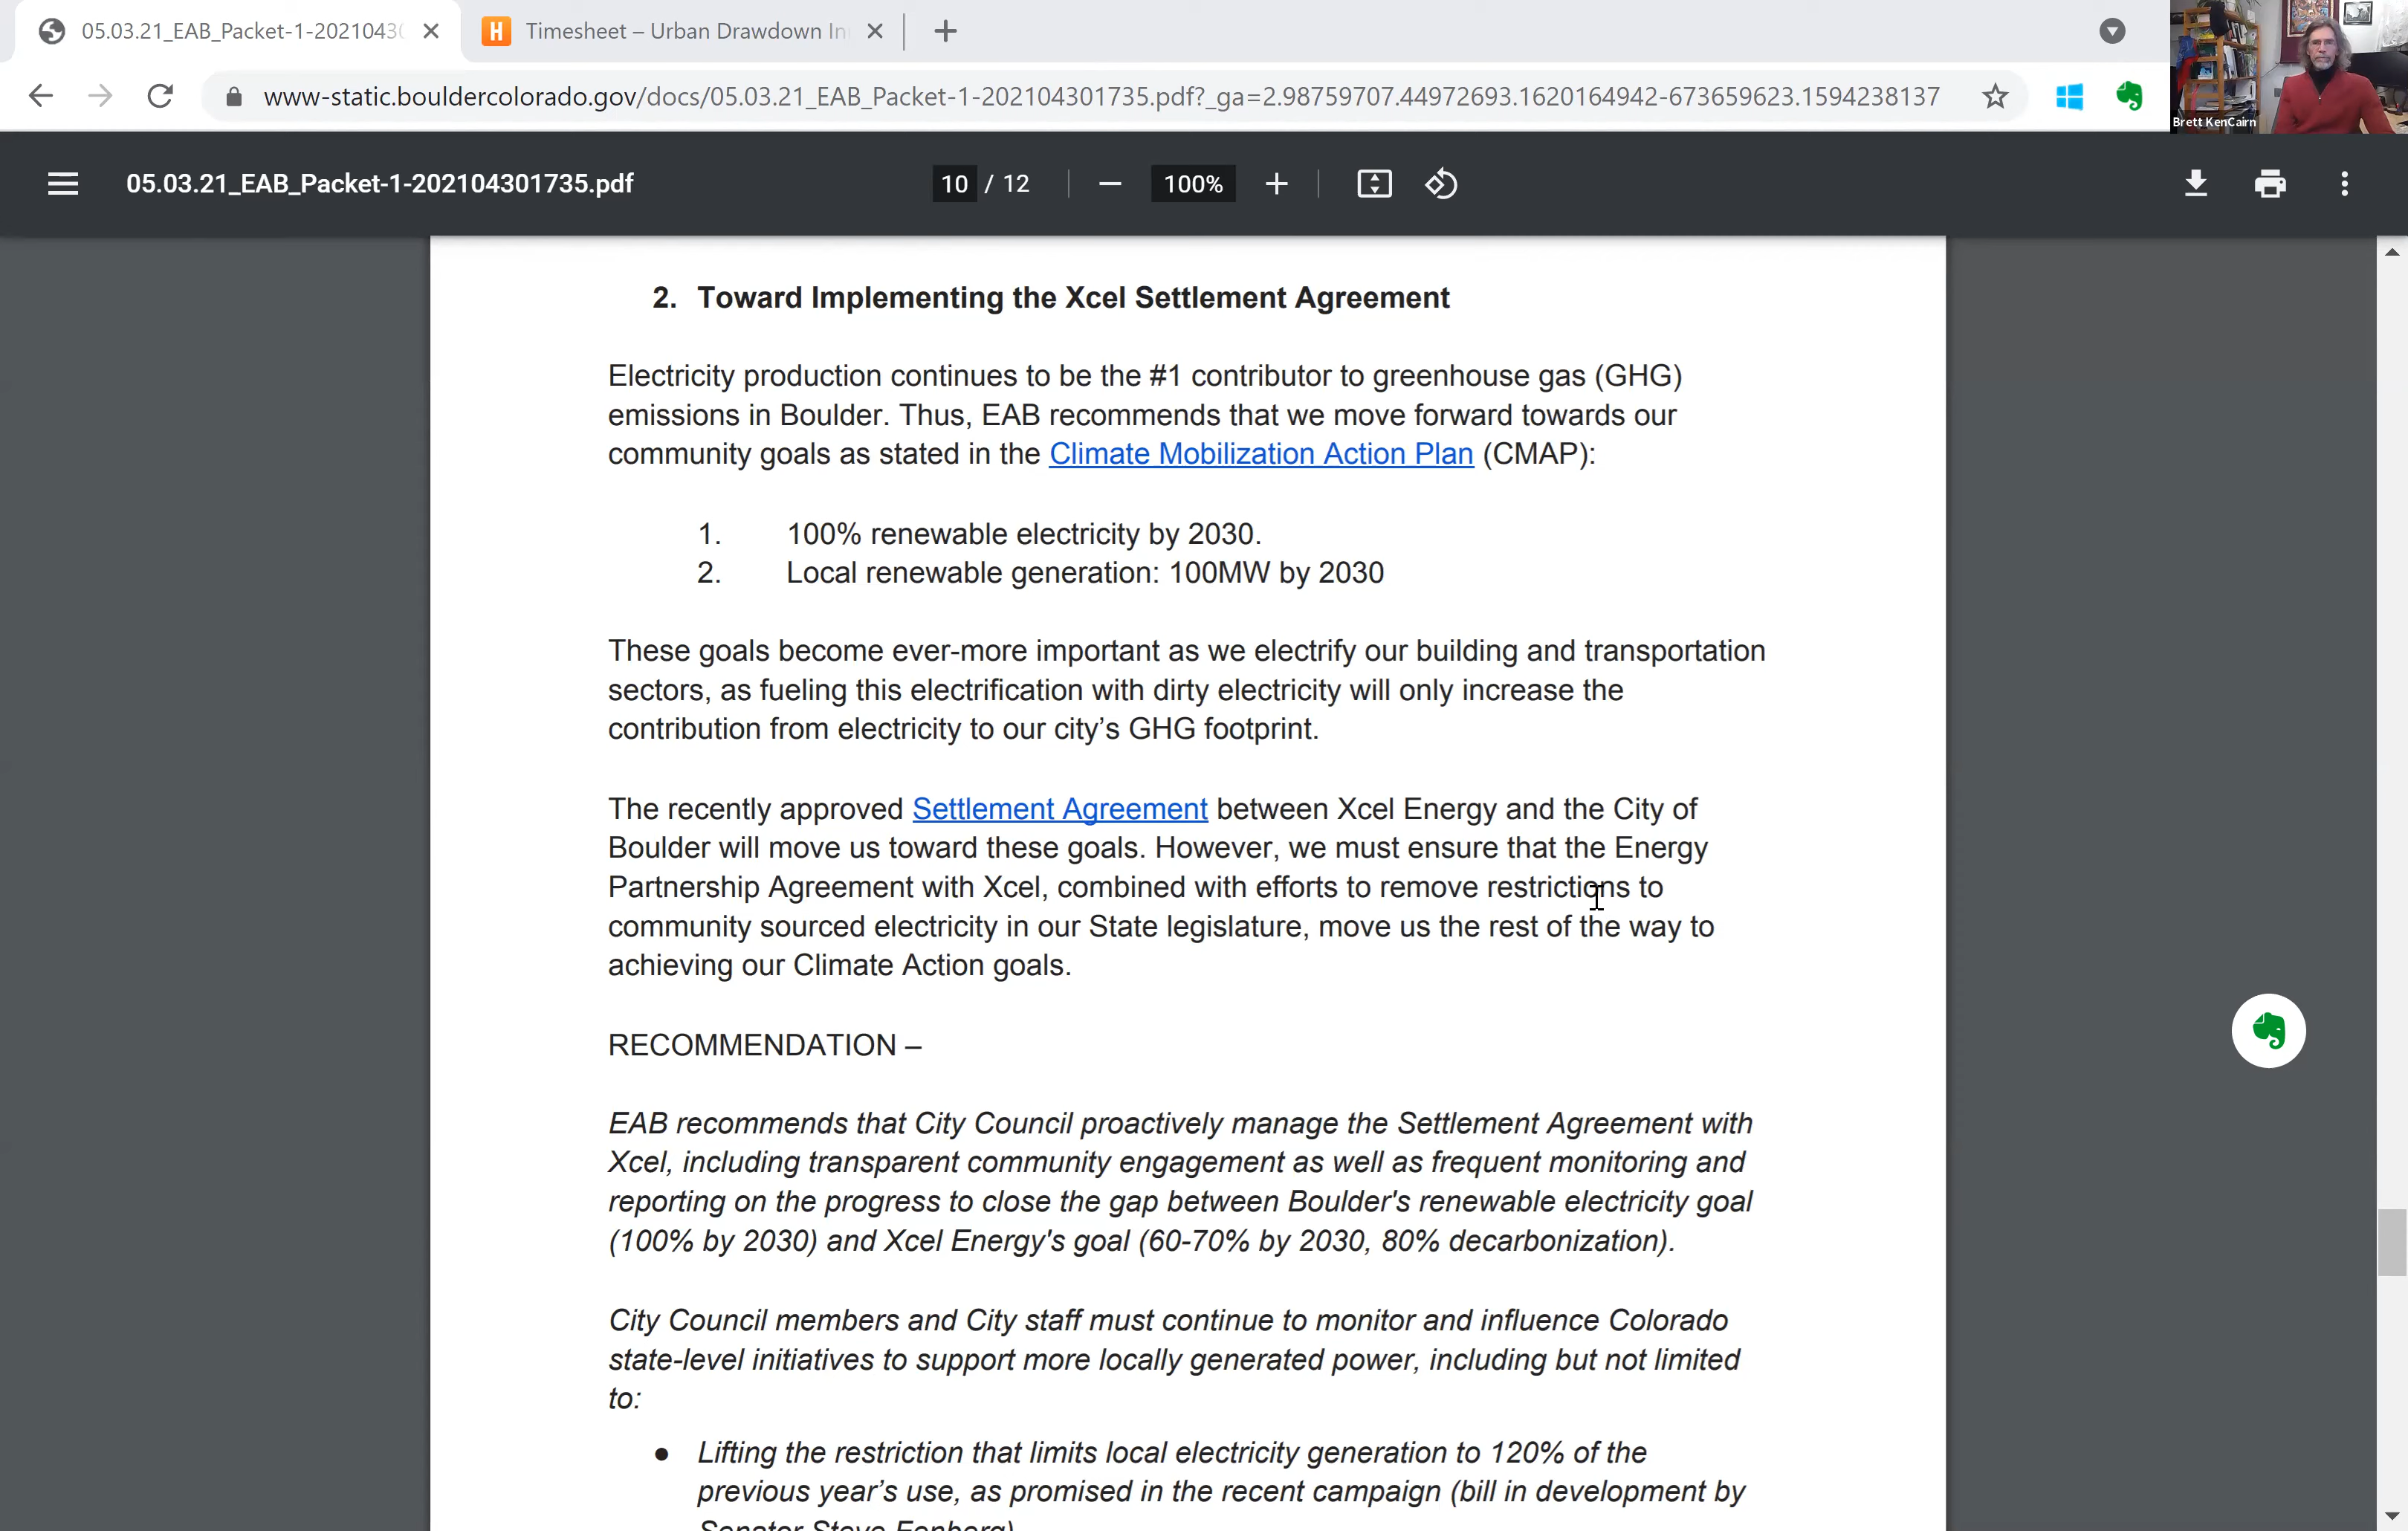 05.03.21_EAB_Packet-1-20210430
Timesheet – Urban Drawdown In
www-static.bouldercolorado.gov/docs/05.03.21_EAB_Packet-1-202104301735.pdf?_ga=2.98759707.44972693.1620164942-673659623.1594238137
Brett KenCairn
05.03.21_EAB_Packet-1-202104301735.pdf
10 / 12
100%
2. Toward Implementing the Xcel Settlement Agreement
Electricity production continues to be the #1 contributor to greenhouse gas (GHG)
emissions in Boulder. Thus, EAB recommends that we move forward towards our
community goals as stated in the Climate Mobilization Action Plan (CMAP):
1. 100% renewable electricity by 2030.
2. Local renewable generation: 100MW by 2030
These goals become ever-more important as we electrify our building and transportation
sectors, as fueling this electrification with dirty electricity will only increase the
contribution from electricity to our city’s GHG footprint.
The recently approved Settlement Agreement between Xcel Energy and the City of
Boulder will move us toward these goals. However, we must ensure that the Energy
Partnership Agreement with Xcel, combined with efforts to remove restrictions to
community sourced electricity in our State legislature, move us the rest of the way to
achieving our Climate Action goals.
RECOMMENDATION –
EAB recommends that City Council proactively manage the Settlement Agreement with
Xcel, including transparent community engagement as well as frequent monitoring and
reporting on the progress to close the gap between Boulder's renewable electricity goal
(100% by 2030) and Xcel Energy's goal (60-70% by 2030, 80% decarbonization).
City Council members and City staff must continue to monitor and influence Colorado
state-level initiatives to support more locally generated power, including but not limited
to:
● Lifting the restriction that limits local electricity generation to 120% of the
previous year’s use, as promised in the recent campaign (bill in development by
Senator Steve Fenberg)